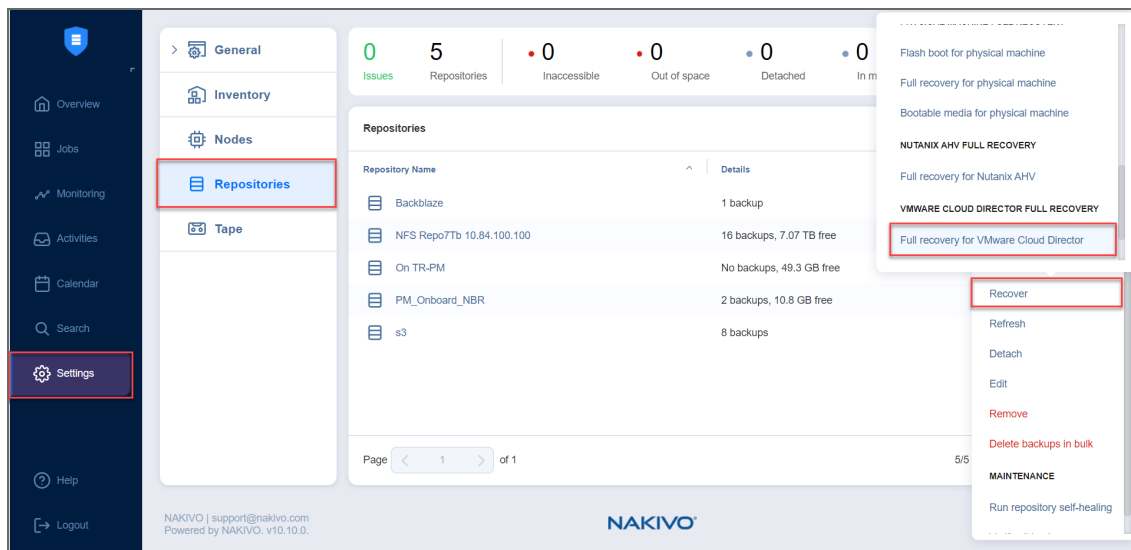 Overview
Jobs
Monitoring
Activities
Calendar
Search
Settings
Help
Logout
General
Inventory
Nodes
Repositories
Tape
0
Issues
5
Repositories
0
Inaccessible
0
Out of space
0
Detached
0
In m
Repositories
Repository Name
Details
Backblaze
1 backup
NFS Repo7Tb 10.84.100.100
16 backups, 7.07 TB free
On TR-PM
No backups, 49.3 GB free
PM_Onboard_NBR
2 backups, 10.8 GB free
s3
8 backups
Page
1
of 1
5/5
Flash boot for physical machine
Full recovery for physical machine
Bootable media for physical machine
NUTANIX AHV FULL RECOVERY
Full recovery for Nutanix AHV
VMWARE CLOUD DIRECTOR FULL RECOVERY
Full recovery for VMware Cloud Director
Recover
Refresh
Detach
Edit
Remove
Delete backups in bulk
MAINTENANCE
Run repository self-healing
NAKIVO | support@nakivo.com
Powered by NAKIVO. v10.10.0.
NAKIVO®